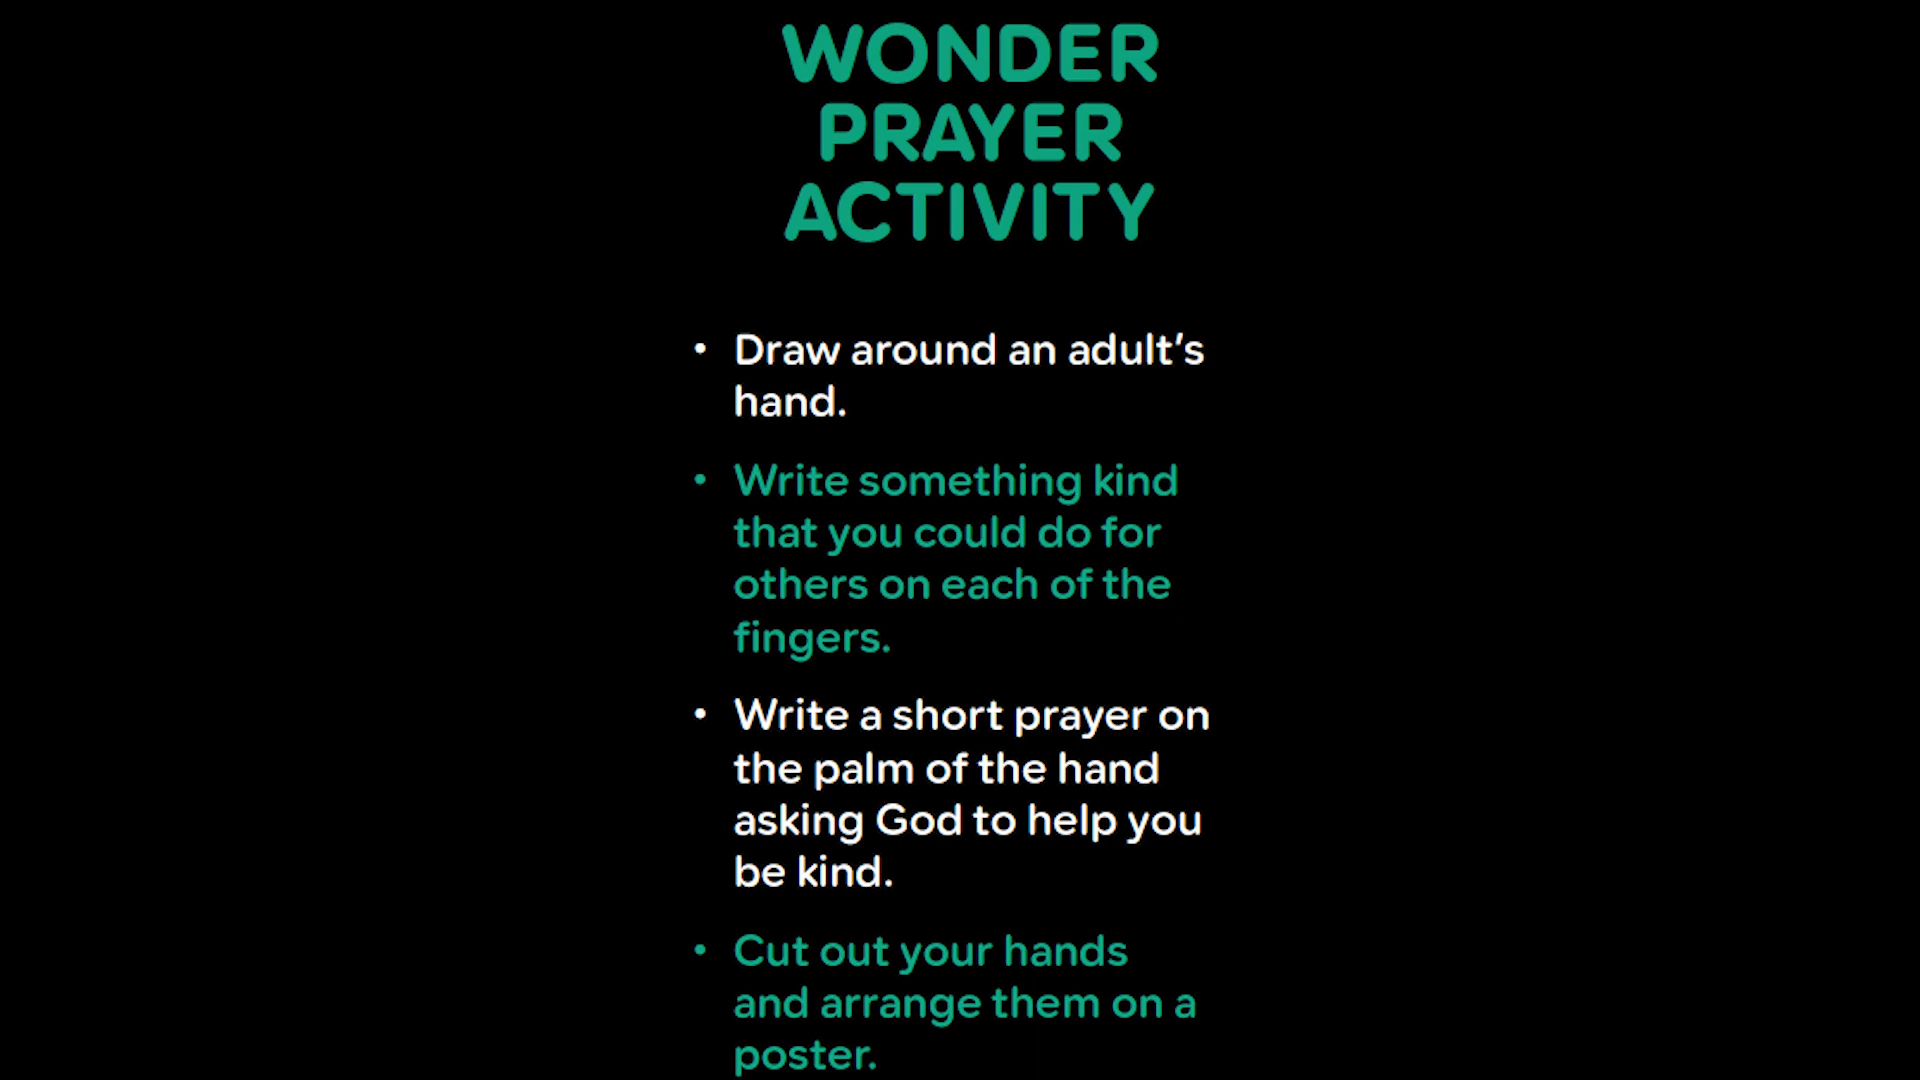 WONDER
PRAYER
ACTIVITY
• Draw around an adult's
hand.
• Write something kind
that you could do for
others on each of the
fingers.
• Write a short prayer on
the palm of the hand
asking God to help you
be kind.
• Cut out your hands
and arrange them on a
poster.